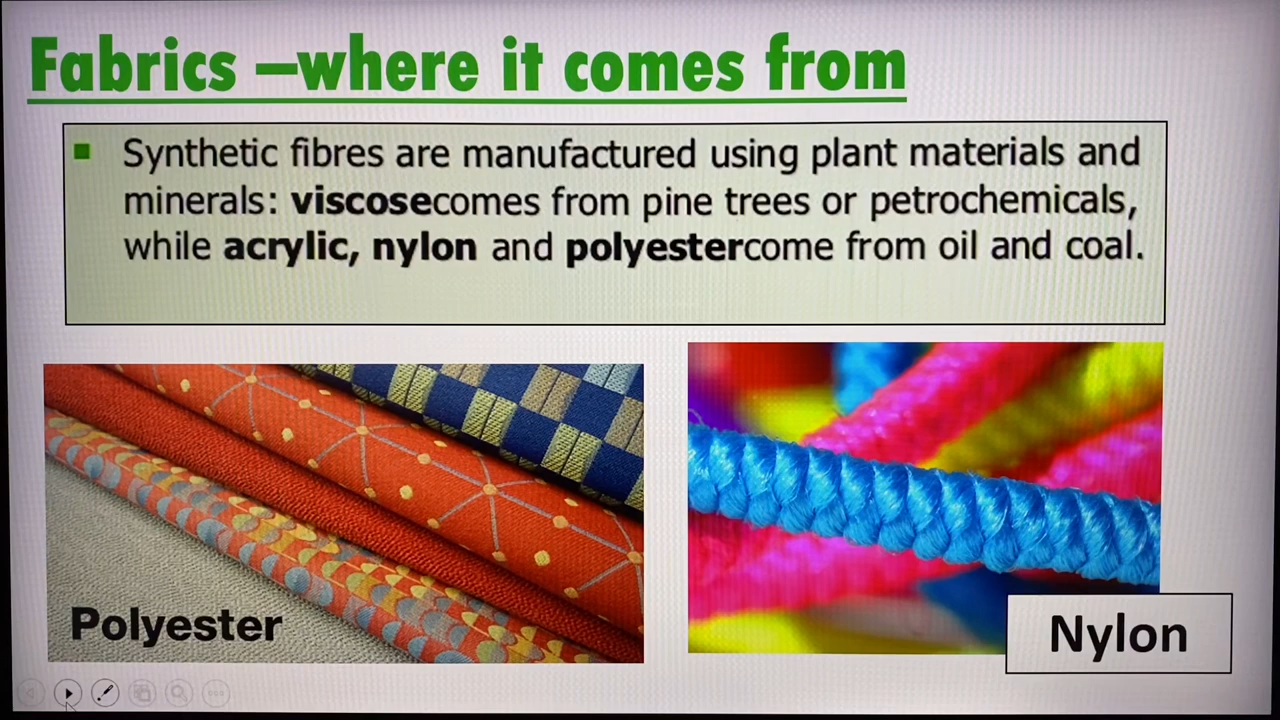 Fabrics –where it comes from
Synthetic fibres are manufactured using plant materials and
minerals: viscosecomes from pine trees or petrochemicals,
while acrylic, nylon and polyestercome from oil and coal.
Polyester
Nylon